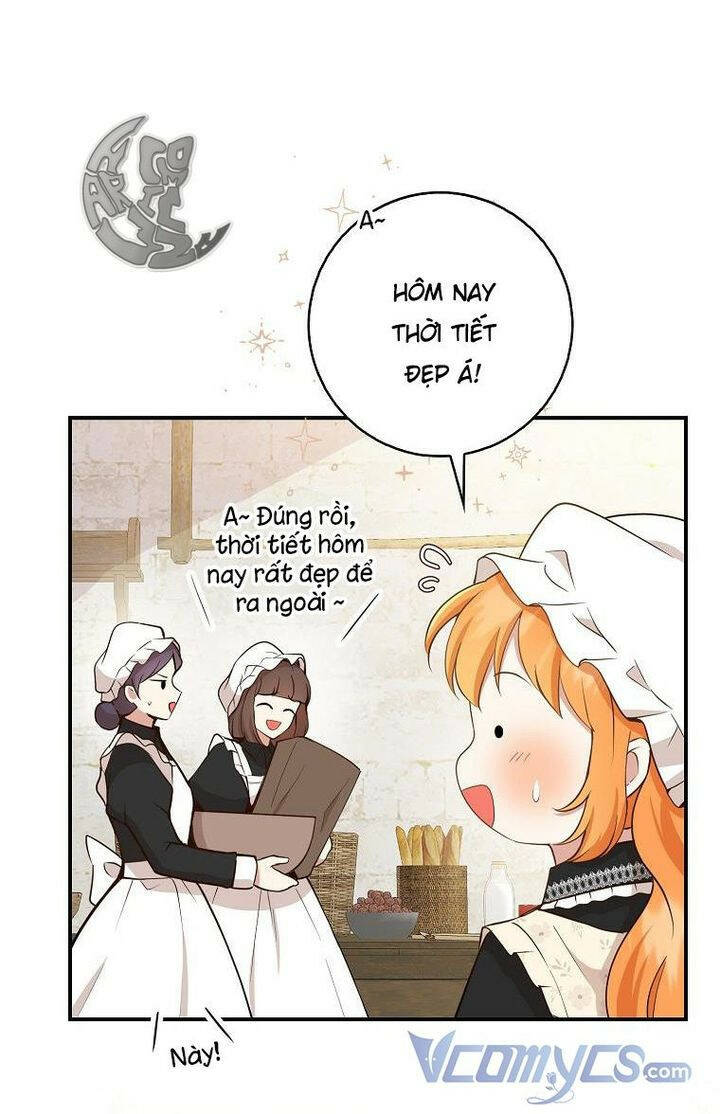 A~
HÔM NAY
THỜI TIẾT
ĐẸP Á!
A~ Đúng rồi,
thời tiết hôm
nay rất đẹp để
ra ngoài ~
Này!
VCOMYCS.com